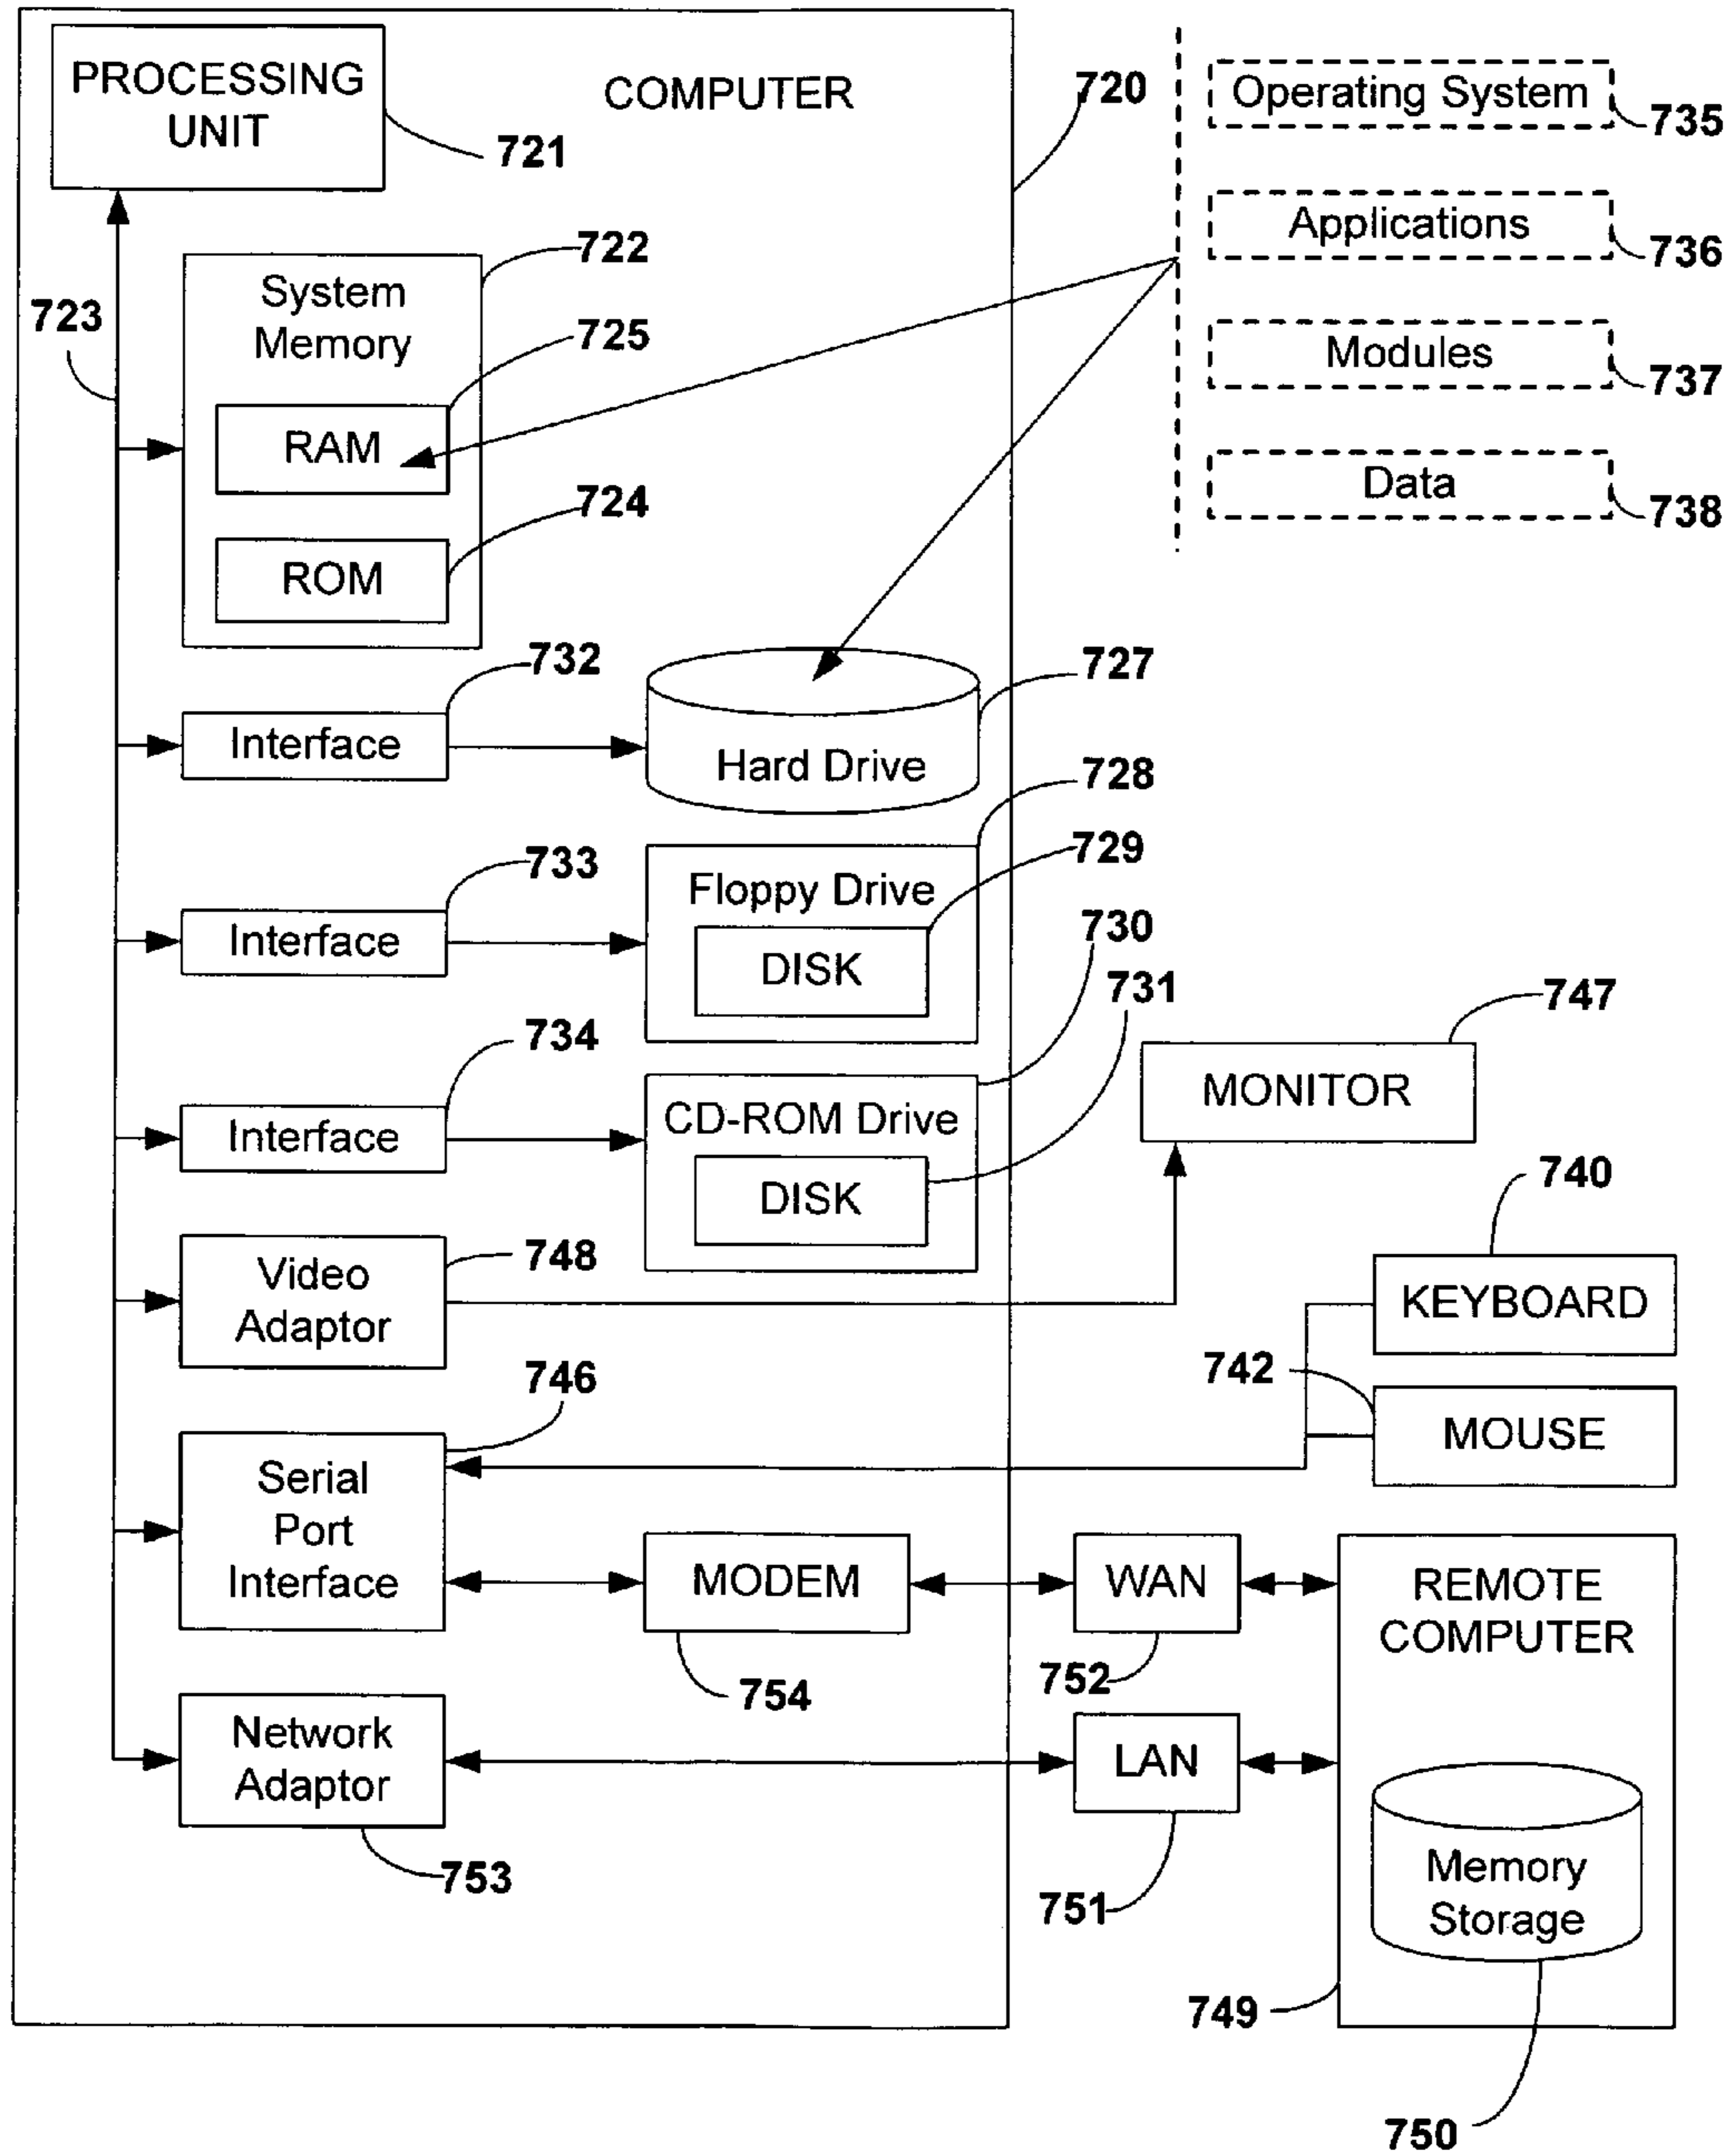 PROCESSING
UNIT
721
COMPUTER
720
Operating System
735
Applications
736
Modules
737
Data
738
723
722
System
Memory
725
RAM
724
ROM
732
Interface
727
Hard Drive
733
Interface
728
Floppy Drive
729
DISK
734
Interface
730
CD-ROM Drive
731
DISK
747
MONITOR
748
Video
Adaptor
740
KEYBOARD
742
MOUSE
746
Serial
Port
Interface
MODEM
754
WAN
752
REMOTE
COMPUTER
Network
Adaptor
753
LAN
751
Memory
Storage
749
750